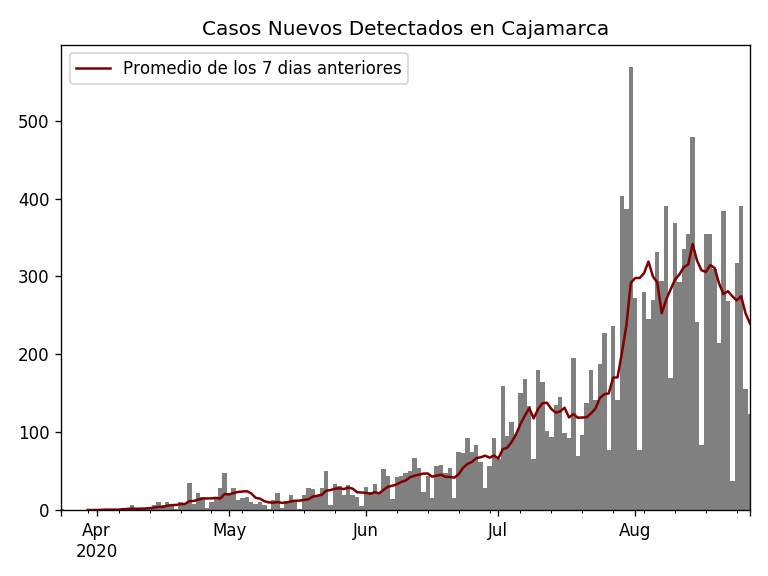 Casos Nuevos Detectados en Cajamarca
Promedio de los 7 dias anteriores
500
400
300
200
100
0
Apr
2020
May
Jun
Jul
Aug